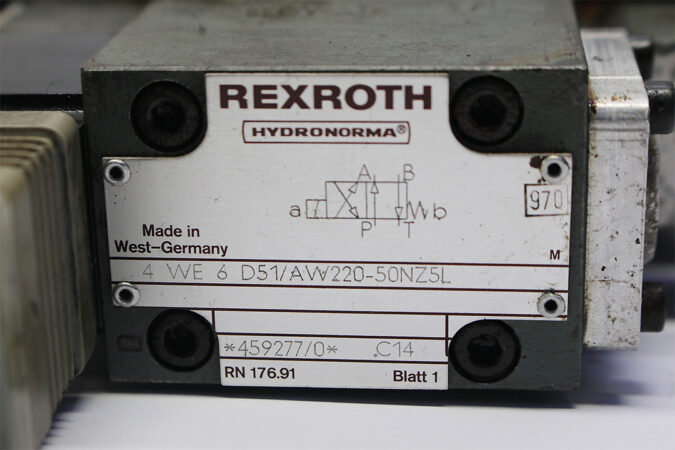 REXROTH
HYDRONORMA®
A B
970
a b
P T
Made in
West-Germany
M
4 WE 6 D51/AW220-50NZ5L
*459277/0* .C14
RN 176.91 Blatt 1